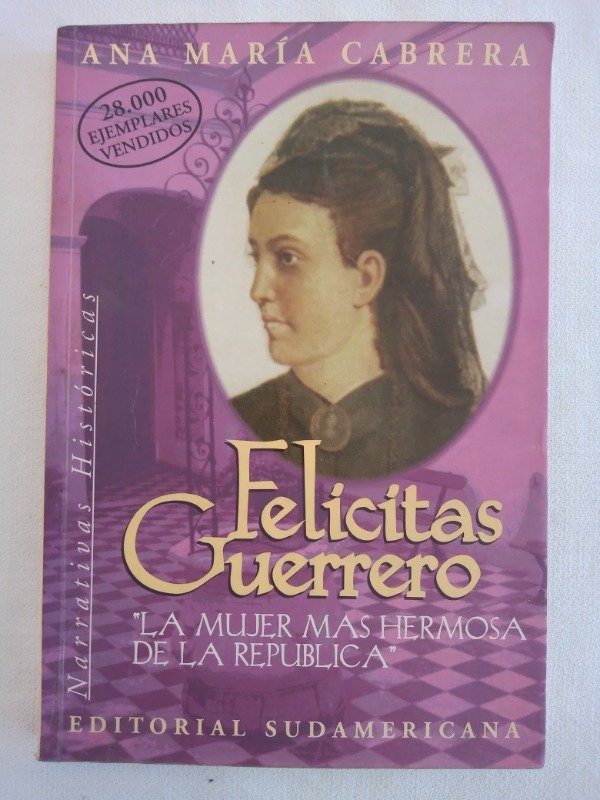 ANA MARÍA CABRERA
28.000
EJEMPLARES
VENDIDOS
Narrativas Históricas
Felicitas
Guerrero
"LA MUJER MAS HERMOSA
DE LA REPUBLICA"
EDITORIAL SUDAMERICANA